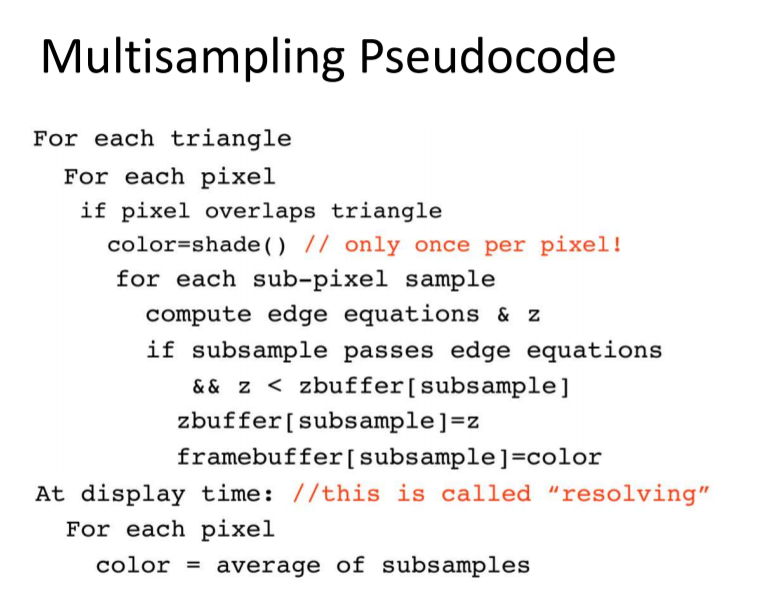 Multisampling Pseudocode
For each triangle
For each pixel
if pixel overlaps triangle
color=shade() // only once per pixel!
for each sub-pixel sample
compute edge equations & z
if subsample passes edge equations
&& z < zbuffer[subsample]
zbuffer[subsample]=z
framebuffer[subsample]=color
At display time: //this is called “resolving”
For each pixel
color = average of subsamples